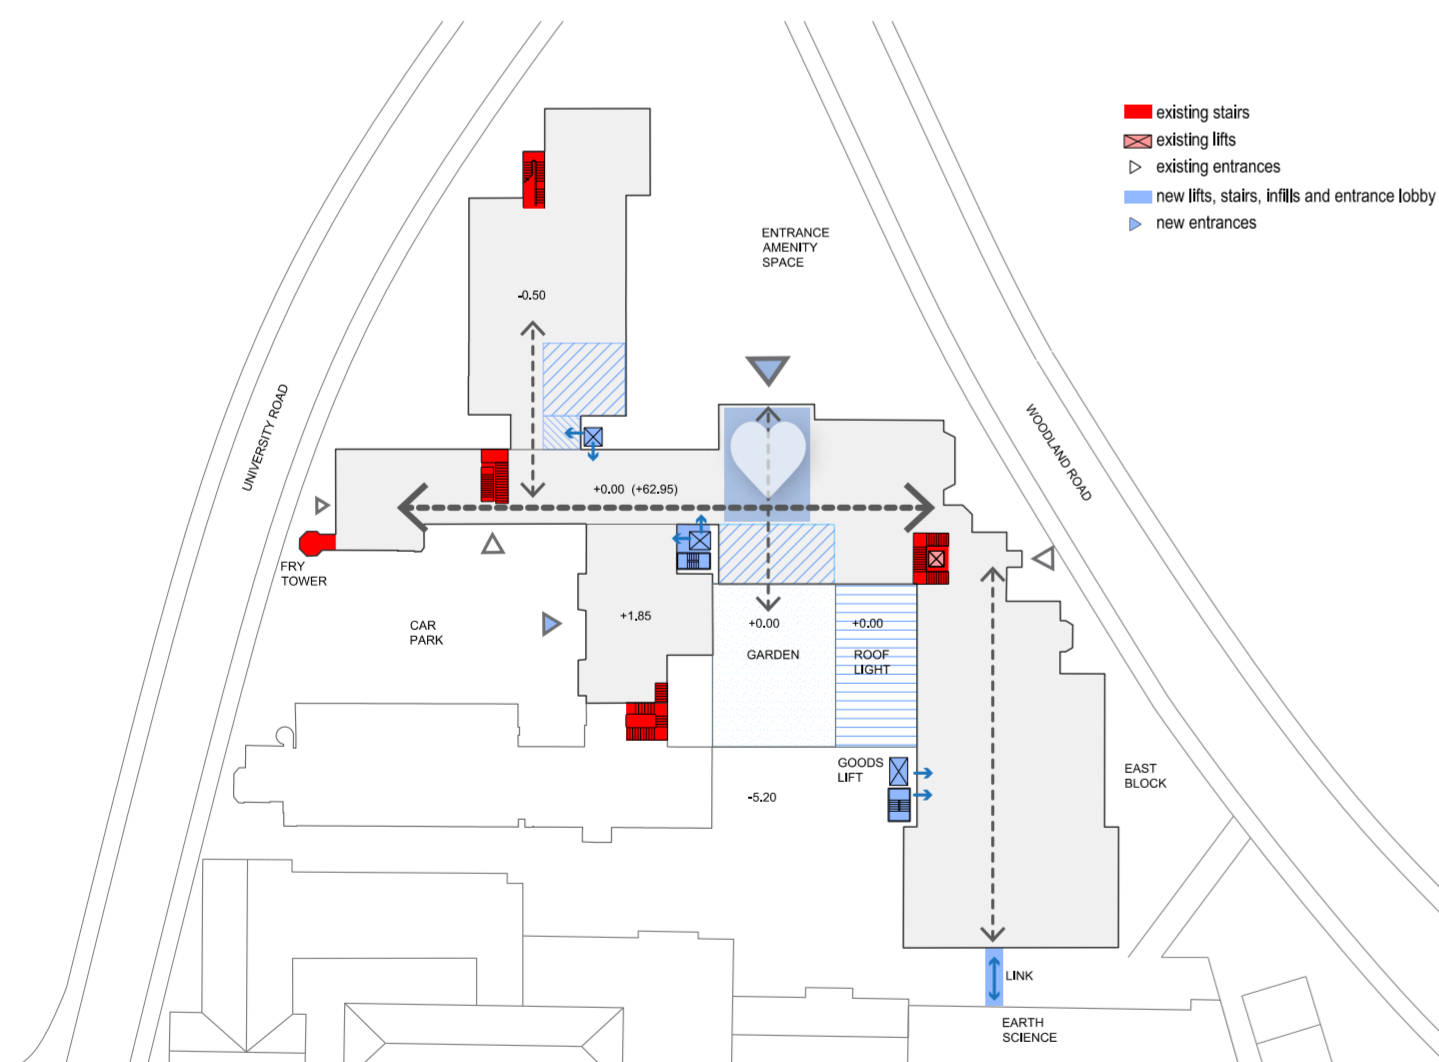 existing stairs
existing lifts
existing entrances
new lifts, stairs, infills and entrance lobby
new entrances
ENTRANCE
AMENITY
SPACE
-0.50
UNIVERSITY ROAD
WOODLAND ROAD
+0.00 (+62.95)
FRY
TOWER
CAR
PARK
+1.85
+0.00
GARDEN
+0.00
ROOF
LIGHT
GOODS
LIFT
-5.20
EAST
BLOCK
LINK
EARTH
SCIENCE